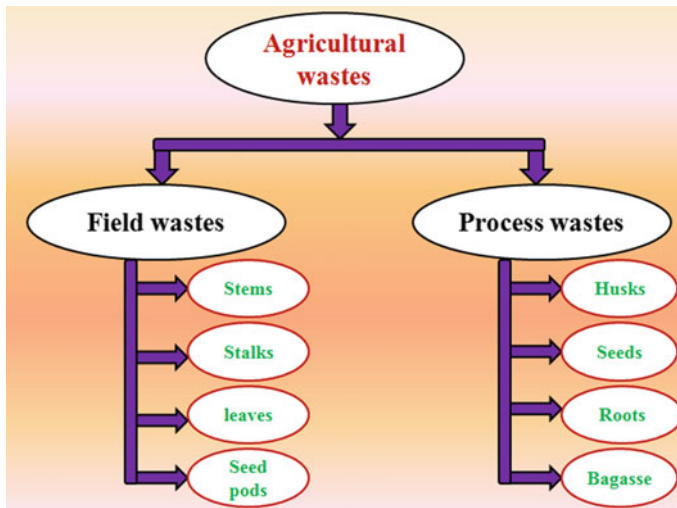 Agricultural
wastes
Field wastes
Stems
Stalks
leaves
Seed
pods
Process wastes
Husks
Seeds
Roots
Bagasse